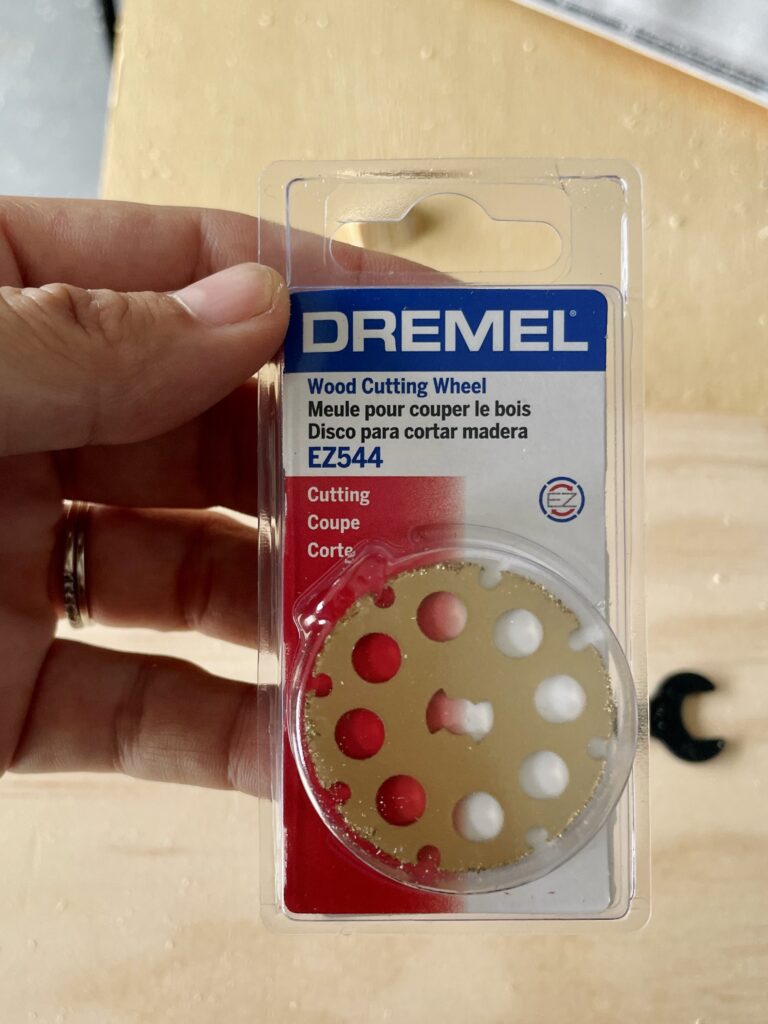 DREMEL®
Wood Cutting Wheel
Meule pour couper le bois
Disco para cortar madera
EZ544
EZ
Cutting
Coupe
Corte